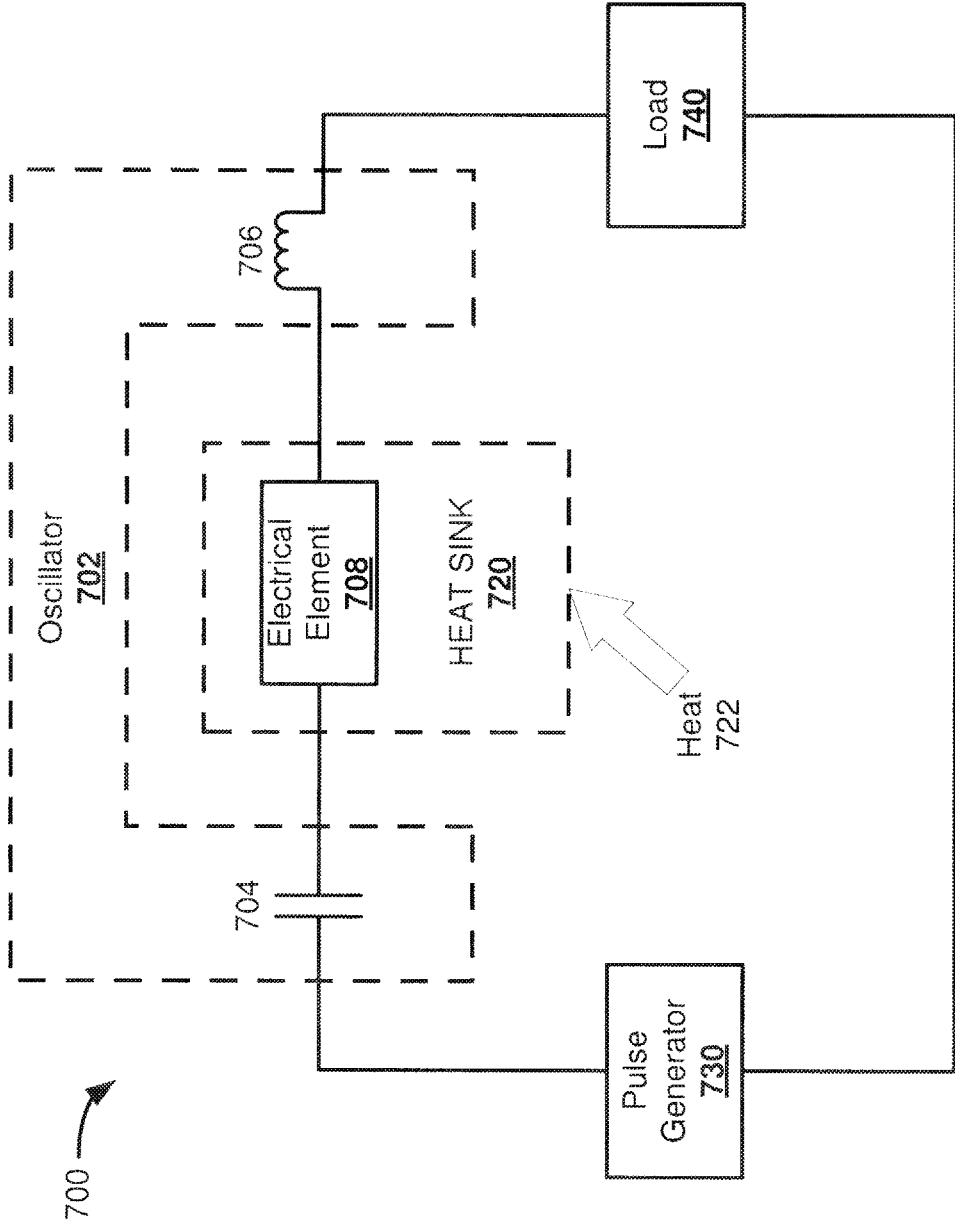 700
Oscillator
702
704
706
Electrical
Element
708
HEAT SINK
720
Heat
722
Pulse
Generator
730
Load
740